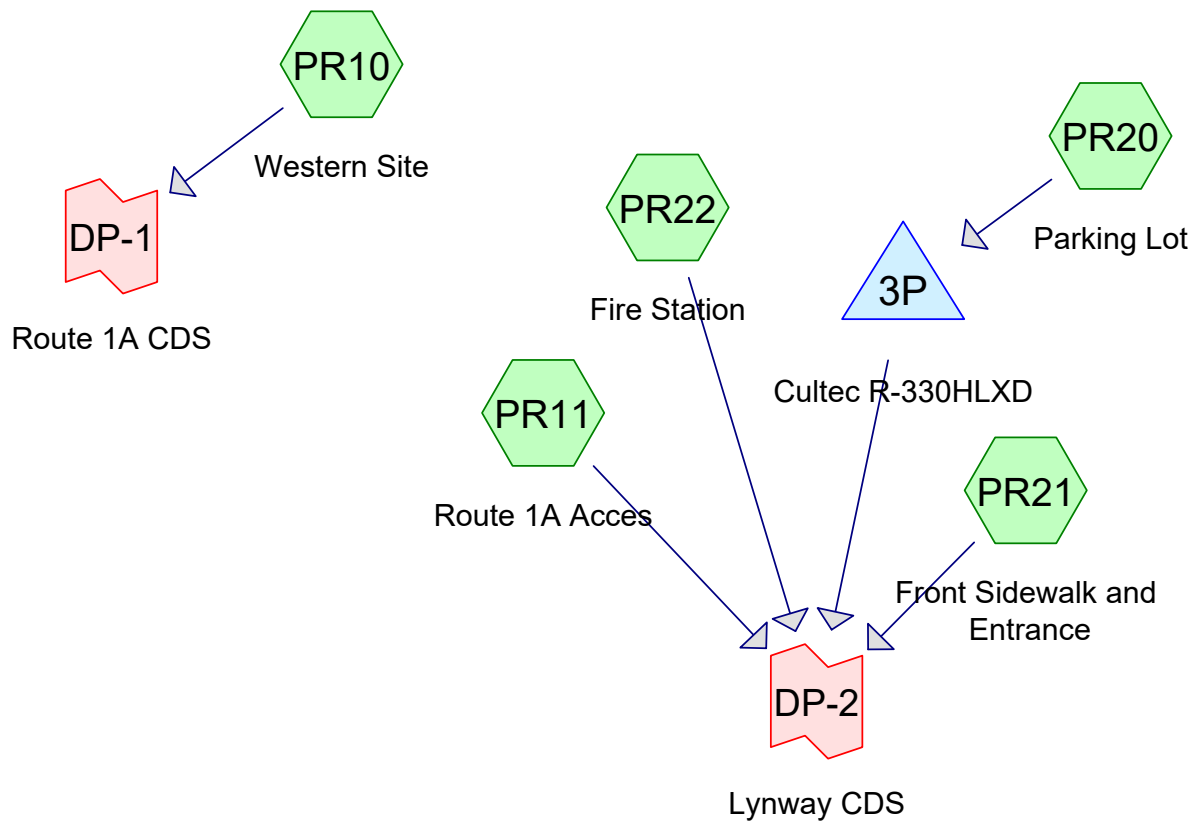 PR10
Western Site
DP-1
Route 1A CDS
PR22
Fire Station
PR20
Parking Lot
3P
Cultec R-330HLXD
PR11
Route 1A Acces
PR21
Front Sidewalk and
Entrance
DP-2
Lynway CDS